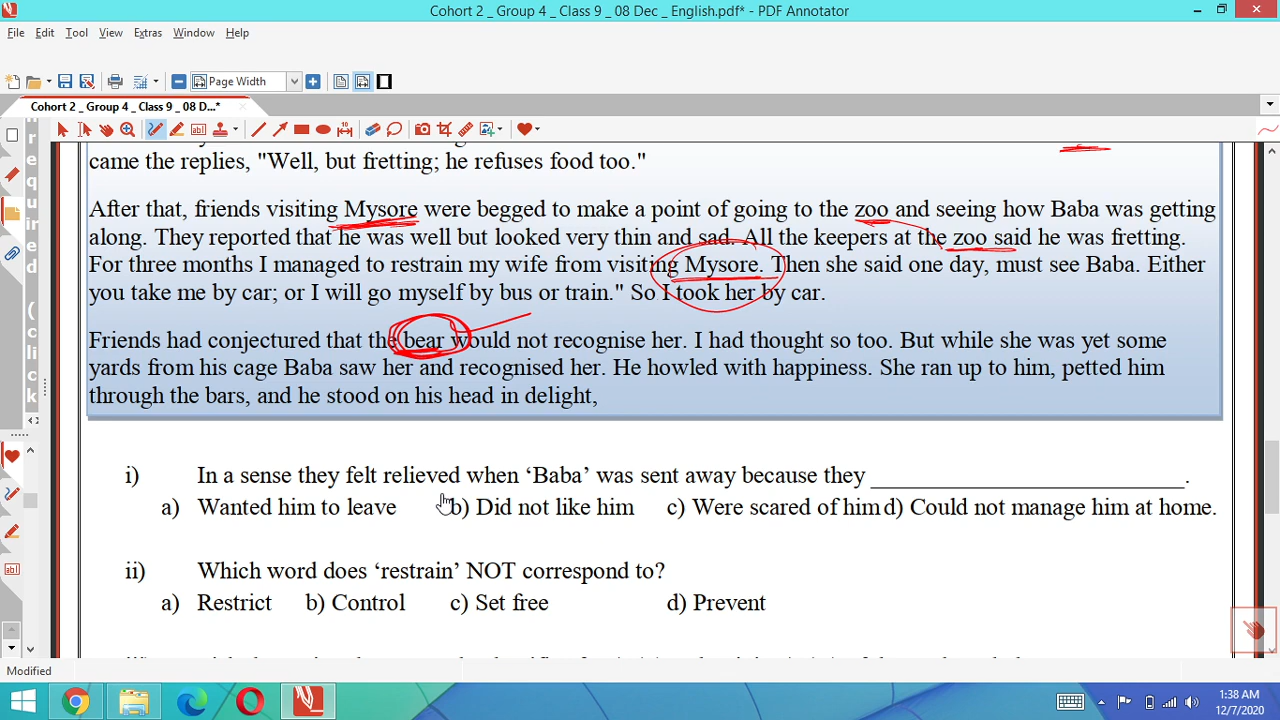 Cohort 2 _ Group 4 _ Class 9 _ 08 Dec _ English.pdf* - PDF Annotator
File Edit Tool View Extras Window Help
Page Width
Cohort 2 _ Group 4 _ Class 9 _ 08 D...*
came the replies, "Well, but fretting; he refuses food too."
After that, friends visiting Mysore were begged to make a point of going to the zoo and seeing how Baba was getting
along. They reported that he was well but looked very thin and sad. All the keepers at the zoo said he was fretting.
For three months I managed to restrain my wife from visiting Mysore. Then she said one day, must see Baba. Either
you take me by car; or I will go myself by bus or train." So I took her by car.
Friends had conjectured that the bear would not recognise her. I had thought so too. But while she was yet some
yards from his cage Baba saw her and recognised her. He howled with happiness. She ran up to him, petted him
through the bars, and he stood on his head in delight,
i) In a sense they felt relieved when ‘Baba’ was sent away because they _________________________.
a) Wanted him to leave b) Did not like him c) Were scared of him d) Could not manage him at home.
ii) Which word does ‘restrain’ NOT correspond to?
a) Restrict b) Control c) Set free d) Prevent
r
e
q
u
i
n
e
d
(
c
l
i
c
k
Modified
1:38 AM
12/7/2020